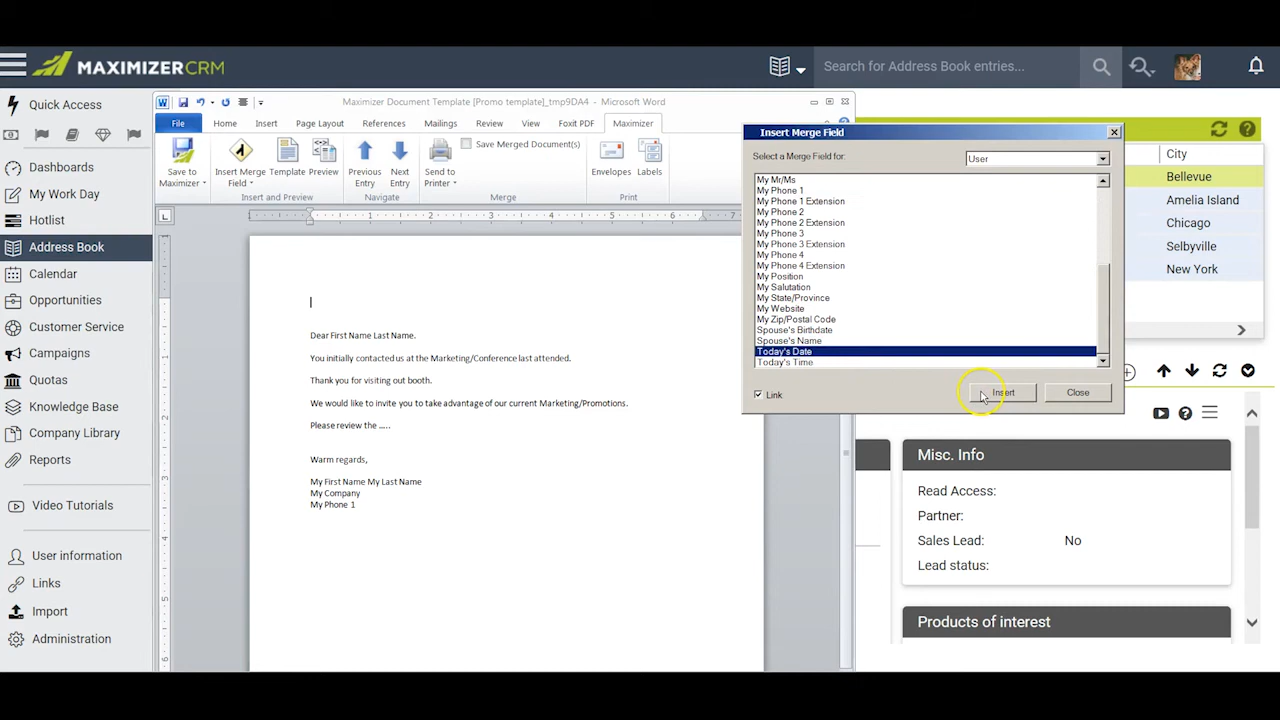 MAXIMIZERCRM
Search for Address Book entries...
Quick Access
Dashboards
My Work Day
Hotlist
Address Book
Calendar
Opportunities
Customer Service
Campaigns
Quotas
Knowledge Base
Company Library
Reports
Video Tutorials
User information
Links
Import
Administration
Maximizer Document Template [Promo template]_tmp9DA4 - Microsoft Word
File Home Insert Page Layout References Mailings Review View Foxit PDF Maximizer
Save to Maximizer
Insert Merge Field
Template
Preview
Previous Entry
Next Entry
Send to Printer
Save Merged Document(s)
Envelopes
Labels
Insert and Preview
Navigate
Merge
Print
1 1 2 3 4 5 6
Dear First Name Last Name.
You initially contacted us at the Marketing/Conference last attended.
Thank you for visiting out booth.
We would like to invite you to take advantage of our current Marketing/Promotions.
Please review the .....
Warm regards,
My First Name My Last Name
My Company
My Phone 1
Insert Merge Field
Select a Merge Field for:
User
My Mr/Ms
My Phone 1
My Phone 1 Extension
My Phone 2
My Phone 2 Extension
My Phone 3
My Phone 3 Extension
My Phone 4
My Phone 4 Extension
My Position
My Salutation
My State/Province
My Website
My Zip/Postal Code
Spouse's Birthdate
Spouse's Name
Today's Date
Today's Time
Link
Insert
Close
City
Bellevue
Amelia Island
Chicago
Selbyville
New York
Misc. Info
Read Access:
Partner:
Sales Lead: No
Lead status:
Products of interest